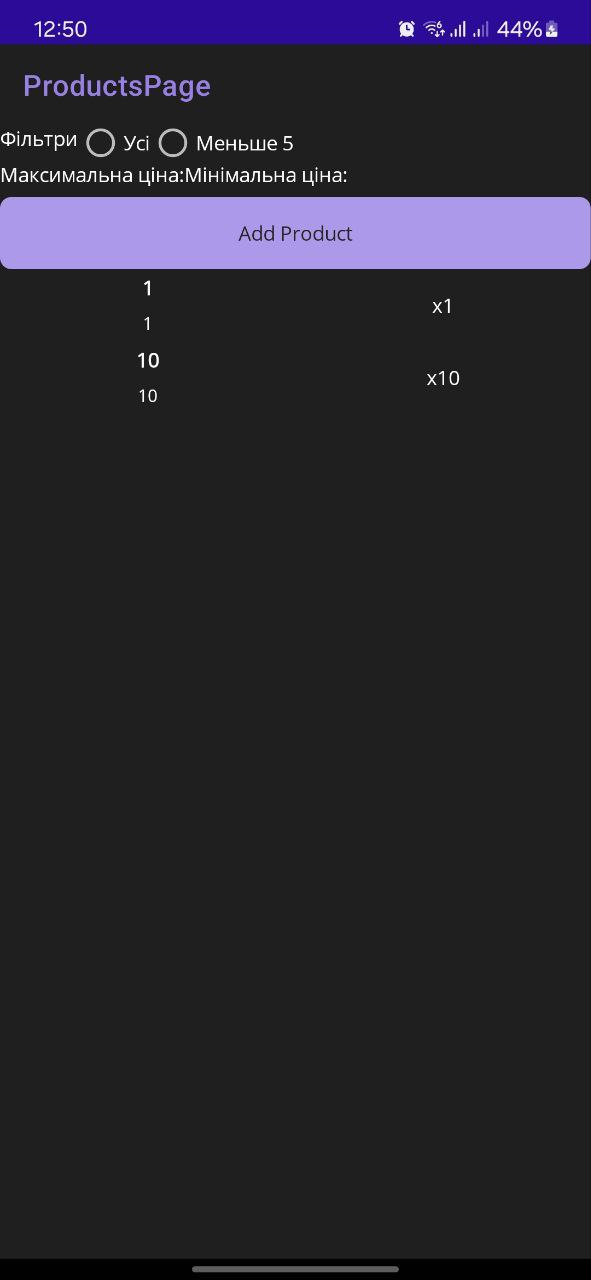 12:50 44%
ProductsPage
Фільтри Усі Меньше 5
Максимальна ціна:Мінімальна ціна:
Add Product
1
x1
1
10
x10
10